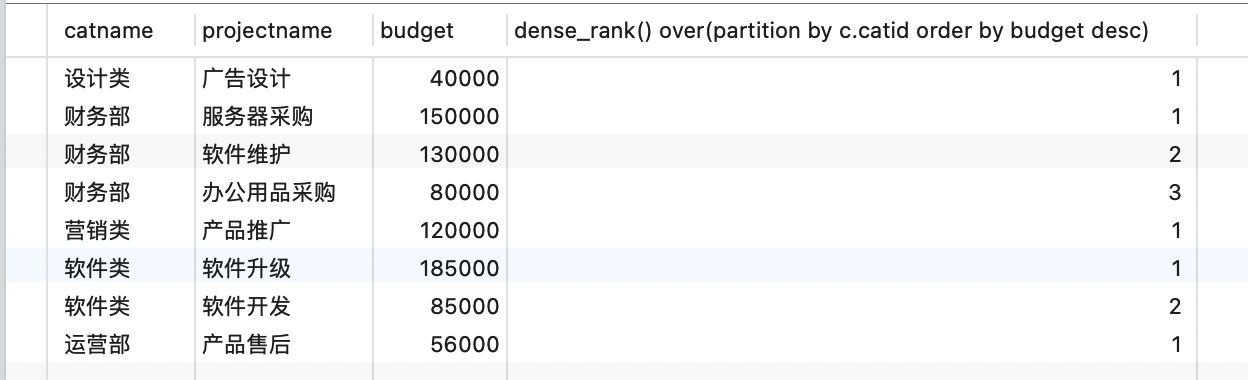 catname projectname budget dense_rank() over(partition by c.catid order by budget desc)
设计类 广告设计 40000 1
财务部 服务器采购 150000 1
财务部 软件维护 130000 2
财务部 办公用品采购 80000 3
营销类 产品推广 120000 1
软件类 软件升级 185000 1
软件类 软件开发 85000 2
运营部 产品售后 56000 1